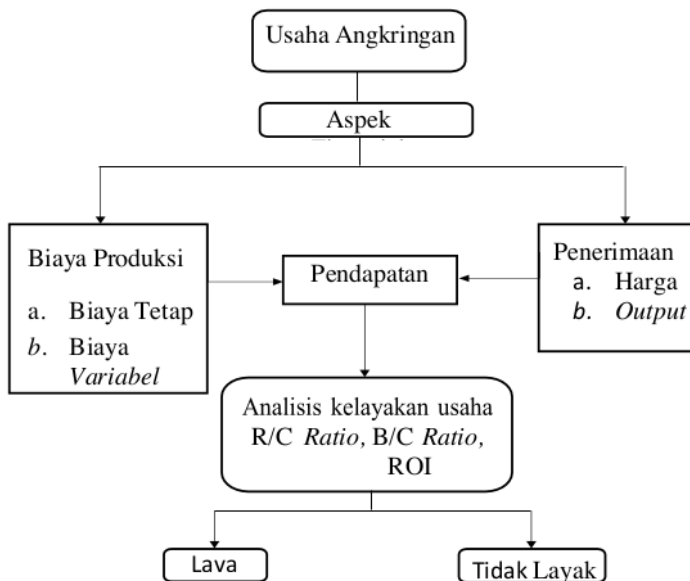 Usaha Angkringan
Aspek
Biaya Produksi
a. Biaya Tetap
b. Biaya
Variabel
Pendapatan
Penerimaan
a. Harga
b. Output
Analisis kelayakan usaha
R/C Ratio, B/C Ratio,
ROI
Lava
Tidak Layak